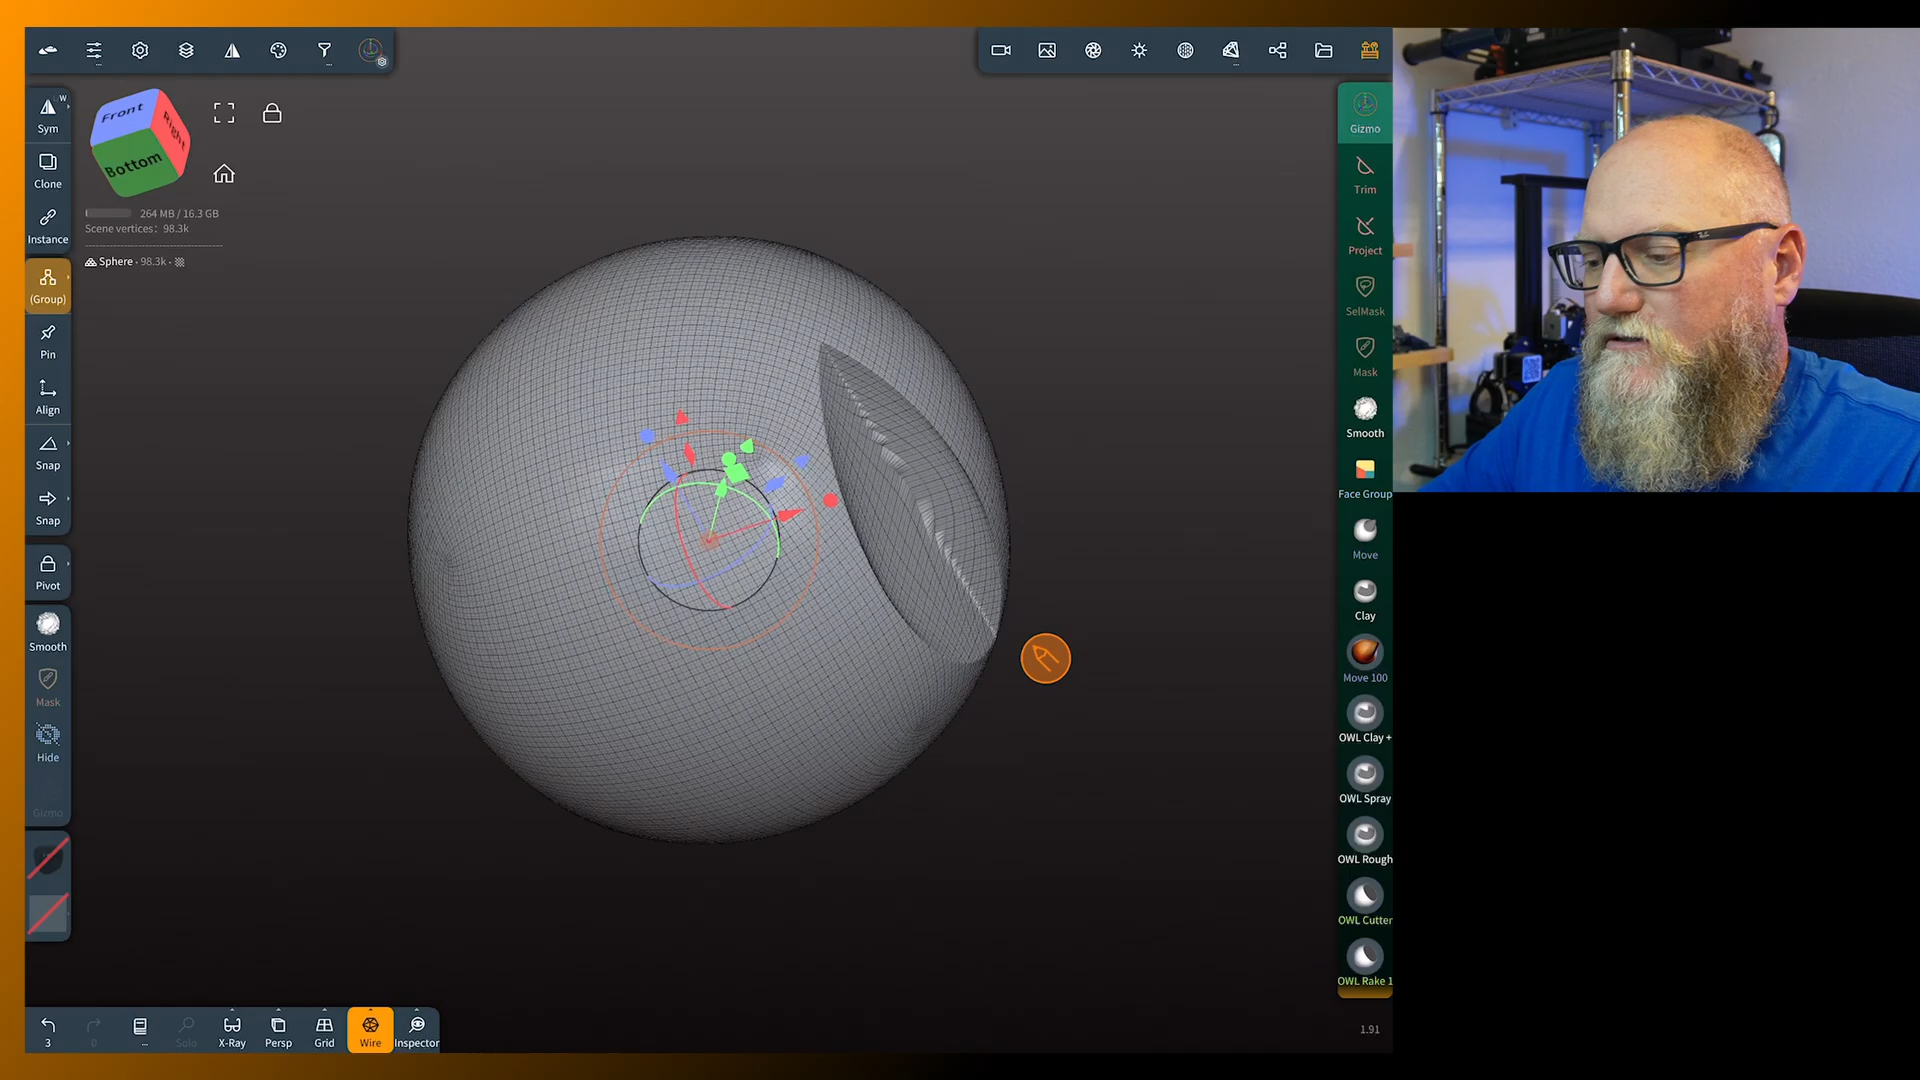 W
Sym
Clone
Instance
(Group)
Pin
Align
Snap
Snap
Pivot
Smooth
Mask
Hide
Gizmo
Front
Right
Bottom
264 MB / 16.3 GB
Scene vertices: 98.3k
Sphere · 98.3k ·
Gizmo
Trim
Project
SelMask
Mask
Smooth
Face Group
Move
Clay
Move 100
OWL Clay +
OWL Spray
OWL Rough
OWL Cutter
OWL Rake 1
3
0
...
Solo
X-Ray
Persp
Grid
Wire
Inspector
1.91